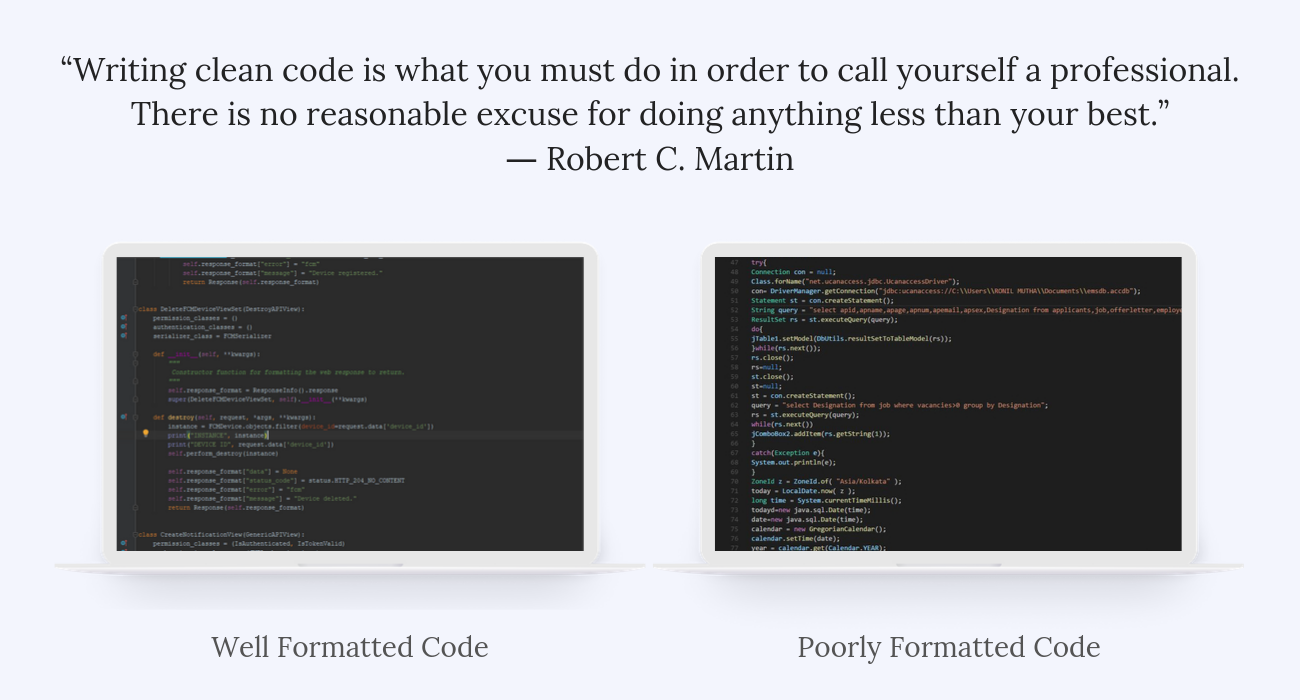 “Writing clean code is what you must do in order to call yourself a professional.
There is no reasonable excuse for doing anything less than your best.”
— Robert C. Martin
self.response_format["error"] = "fcm"
self.response_format["message"] = "Device registered."
return Response(self.response_format)
class DeleteFCMDeviceViewSet(DestroyAPIView):
permission_classes = ()
authentication_classes = ()
serializer_class = FCMSerializer
def __init__(self, **kwargs):
"""
Constructor function for formatting the web response to return.
"""
self.response_format = ResponseInfo().response
super(DeleteFCMDeviceViewSet, self).__init__(**kwargs)
def destroy(self, request, *args, **kwargs):
instance = FCMDevice.objects.filter(device_id=request.data["device_id"])
print("INSTANCE", instance)
print("DEVICE ID", request.data["device_id"])
self.perform_destroy(instance)
self.response_format["data"] = None
self.response_format["status_code"] = status.HTTP_204_NO_CONTENT
self.response_format["error"] = "fcm"
self.response_format["message"] = "Device deleted."
return Response(self.response_format)
class CreateNotificationView(GenericAPIView):
permission_classes = (IsAuthenticated, IsTokenValid)
47 try{
48 Connection con = null;
49 Class.forName("net.ucanaccess.jdbc.UcanaccessDriver");
50 con= DriverManager.getConnection("jdbc:ucanaccess://C:\\Users\\RONIL MUTHA\\Documents\\emsdb.accdb");
51 Statement st = con.createStatement();
52 String query = "select apid,apname,apage,apnum,apemail,apsex,Designation from applicants,job,offerletter,employe
53 ResultSet rs = st.executeQuery(query);
54 do{
55 jTable1.setModel(DbUtils.resultSetToTableModel(rs));
56 }while(rs.next());
57 rs.close();
58 rs=null;
59 st.close();
60 st=null;
61 st = con.createStatement();
62 query = "select Designation from job where vacancies>0 group by Designation";
63 rs = st.executeQuery(query);
64 while(rs.next())
65 jComboBox2.addItem(rs.getString(1));
66 }
67 catch(Exception e){
68 System.out.println(e);
69 }
70 ZoneId z = ZoneId.of( "Asia/Kolkata" );
71 today = LocalDate.now( z );
72 long time = System.currentTimeMillis();
73 todayd=new java.sql.Date(time);
74 date=new java.sql.Date(time);
75 calendar = new GregorianCalendar();
76 calendar.setTime(date);
77 year = calendar.get(Calendar.YEAR);
Well Formatted Code
Poorly Formatted Code